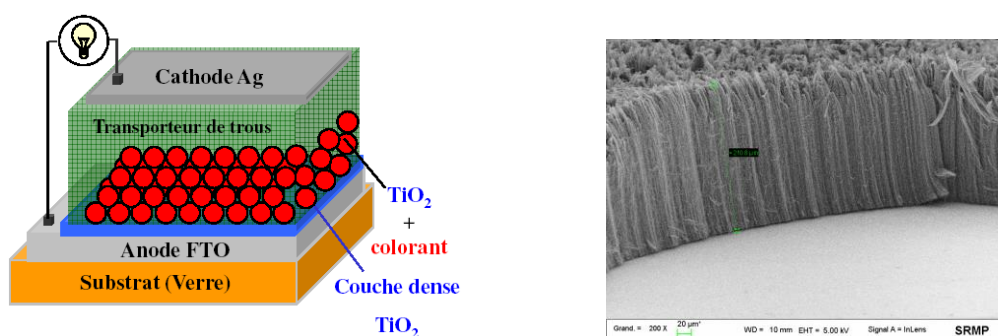 Cathode Ag
Transporteur de trous
TiO2
+
colorant
Anode FTO
Substrat (Verre)
Couche dense
TiO2
Grand. = 200 X
20 µm*
WD = 10 mm
EHT = 5.00 kV
Signal A = InLens
SRMP